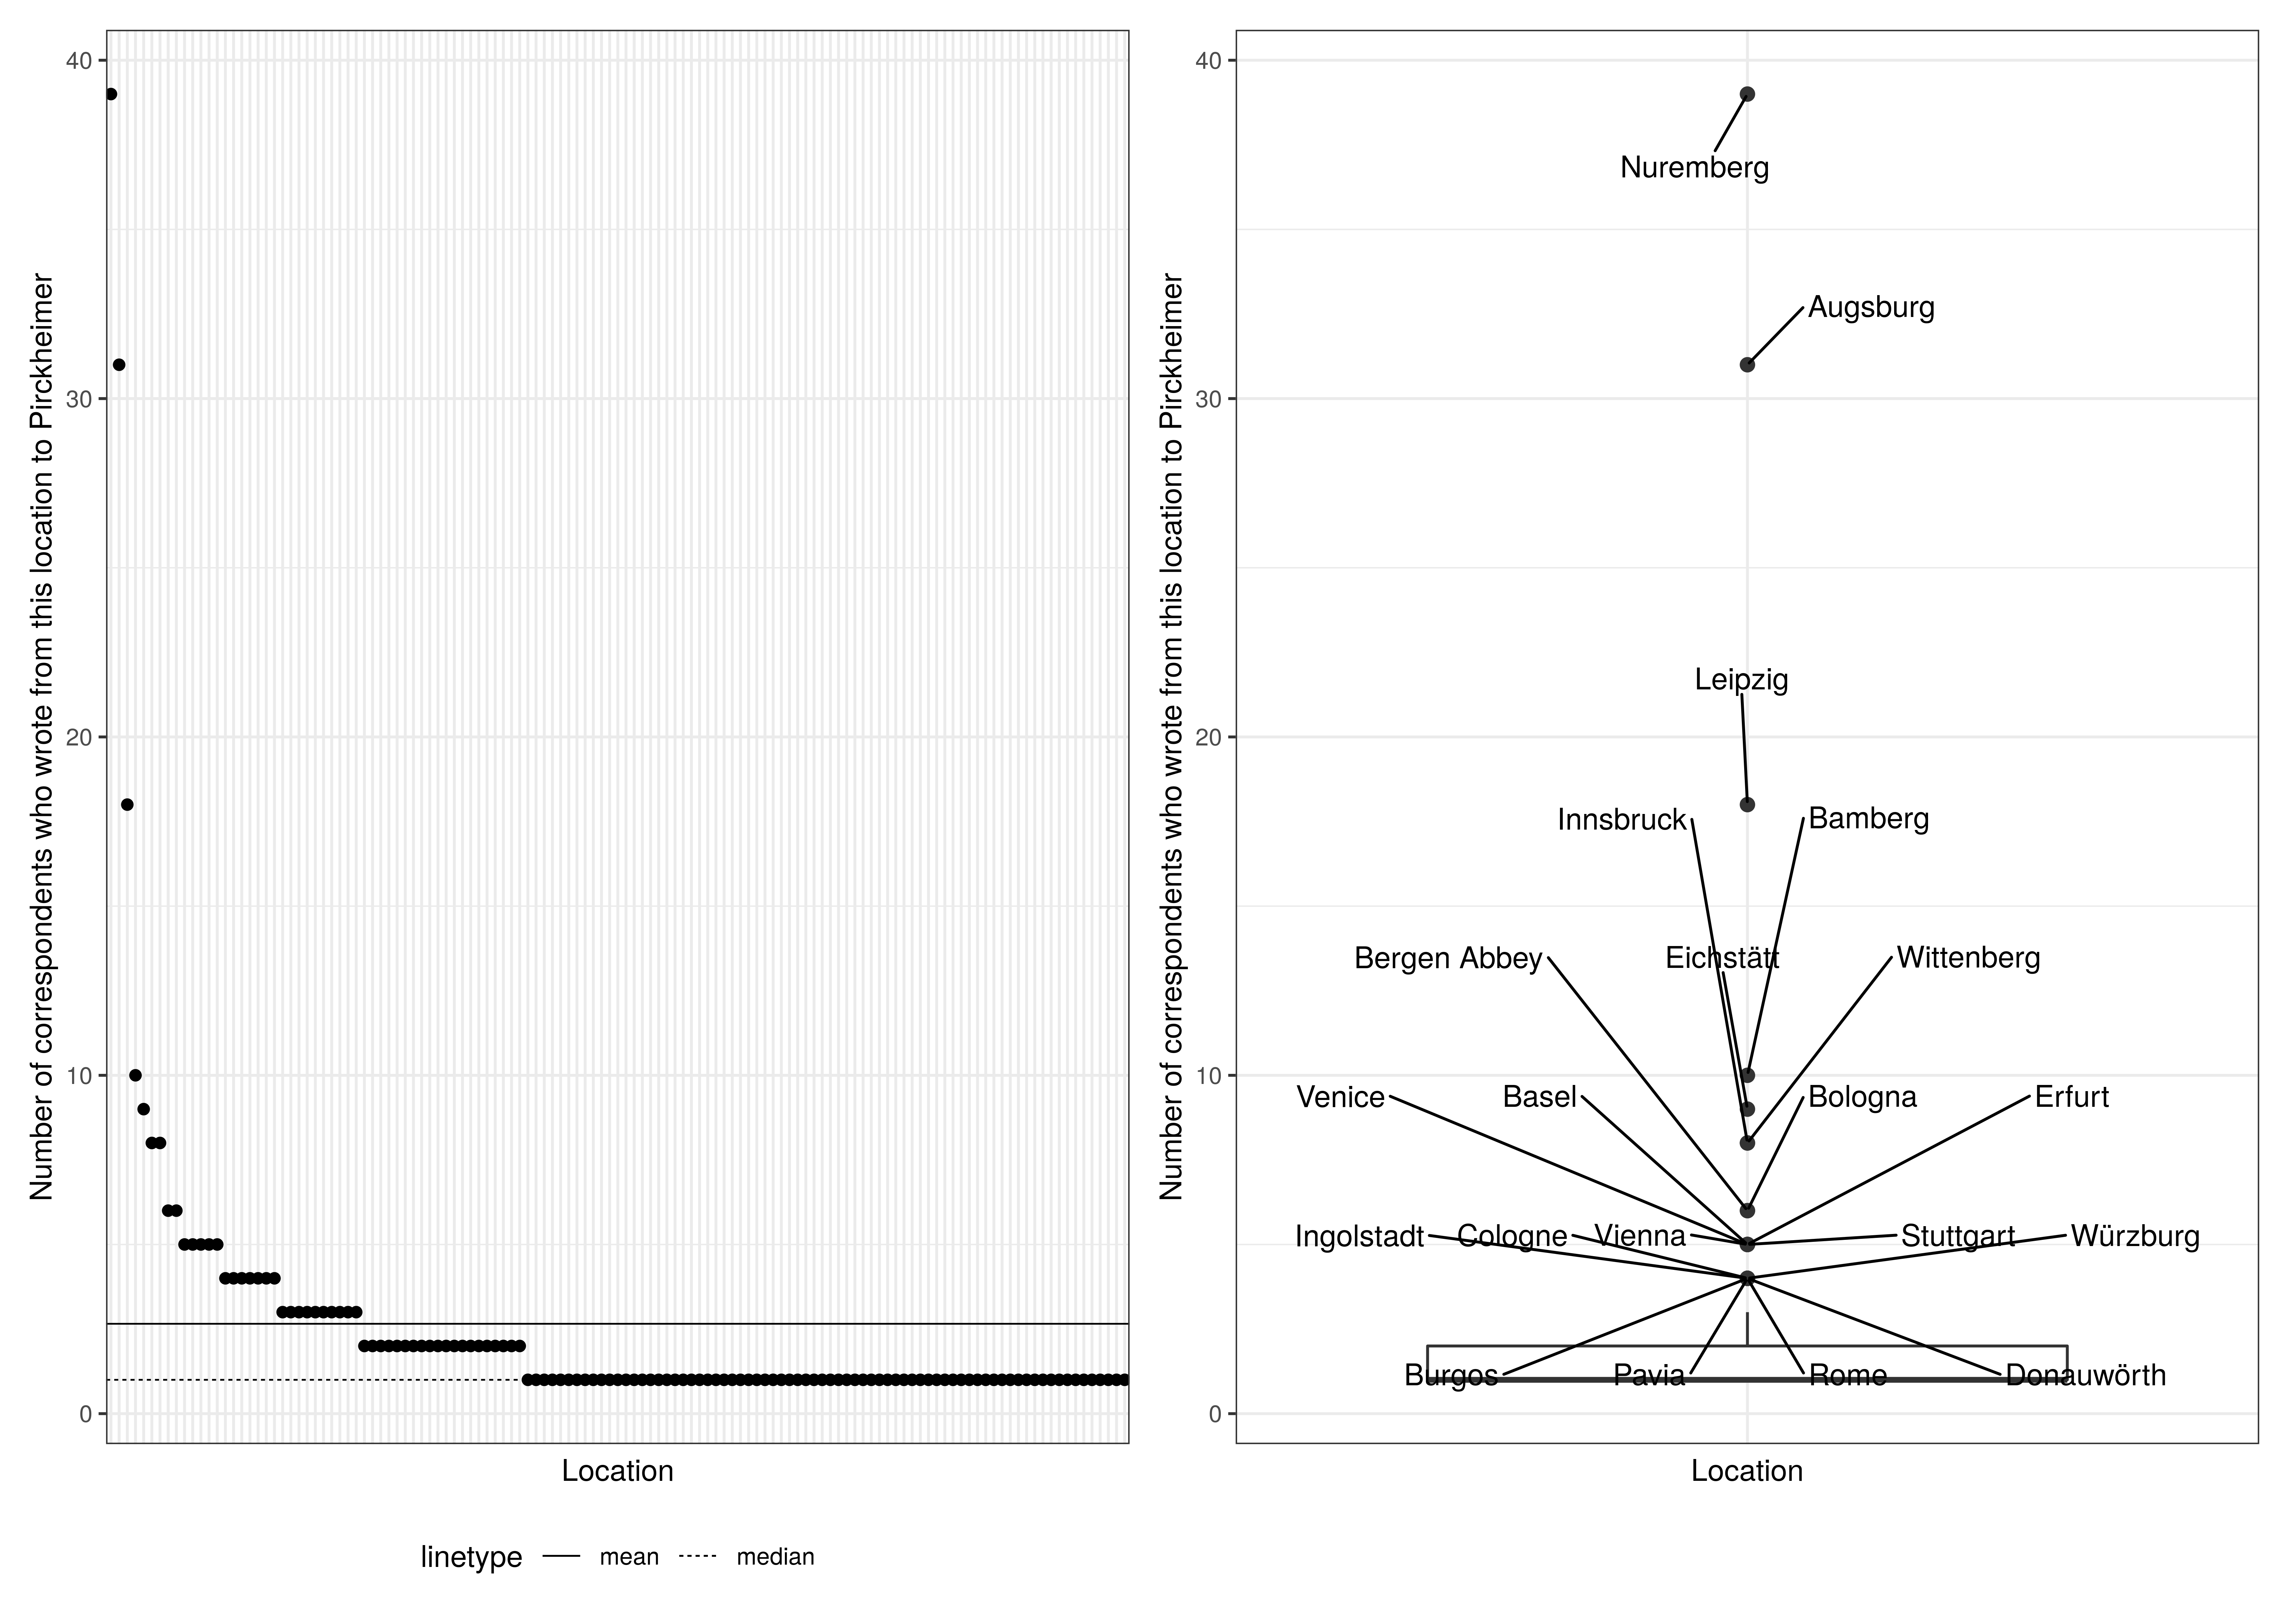 Number of correspondents who wrote from this location to Pirckheimer
40
30
20
10
0
Location
linetype mean median
Number of correspondents who wrote from this location to Pirckheimer
40
30
20
10
0
Nuremberg
Augsburg
Leipzig
Innsbruck Bamberg
Bergen Abbey Eichstätt Wittenberg
Venice Basel Bologna Erfurt
Ingolstadt Cologne Vienna Stuttgart Würzburg
Burgos Pavia Rome Donauwörth
Location